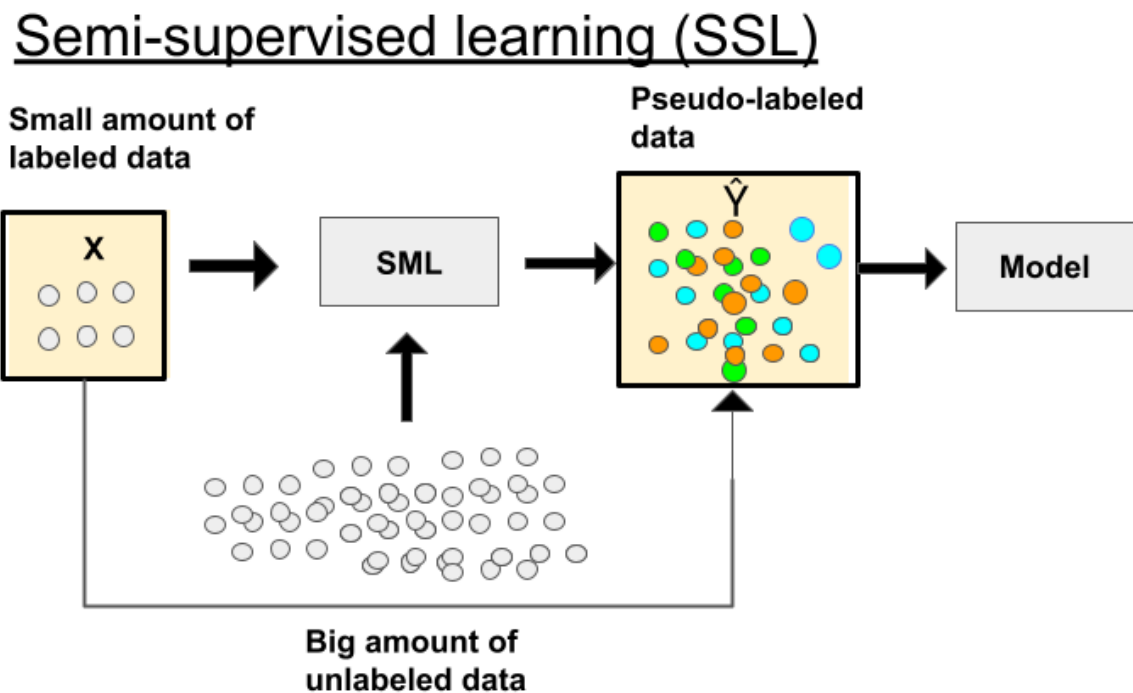 Semi-supervised learning (SSL)
Small amount of
labeled data
Pseudo-labeled
data
X
SML
Ŷ
Model
Big amount of
unlabeled data